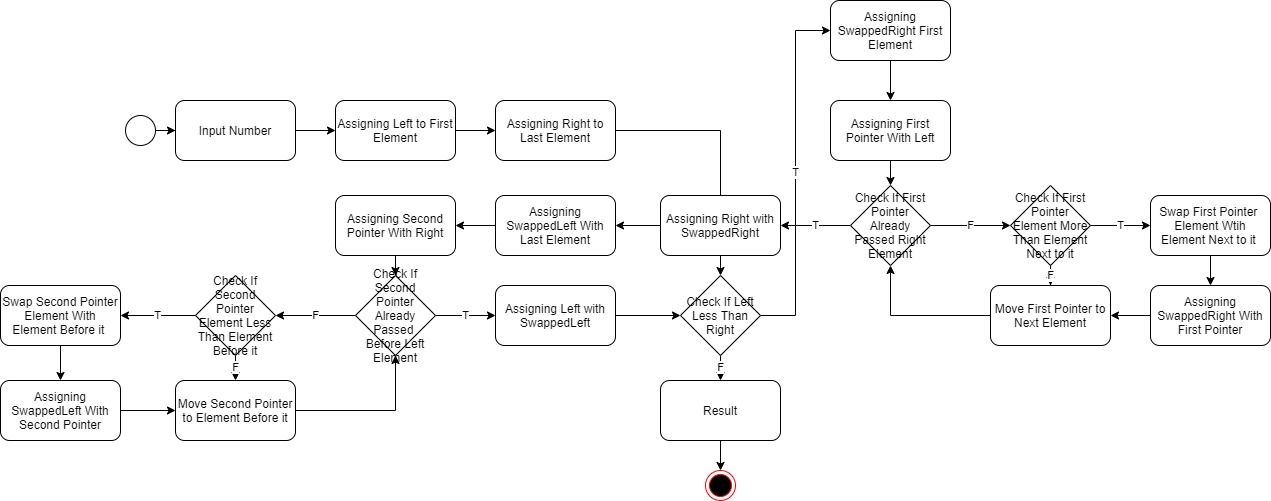 Assigning
SwappedRight First
Element
Input Number
Assigning Left to First
Element
Assigning Right to
Last Element
Assigning First
Pointer With Left
T
Assigning Second
Pointer With Right
Assigning
SwappedLeft With
Last Element
Assigning Right with
SwappedRight
T
Check If First
Pointer
Already
Passed Right
Element
F
Check If First
Pointer
Element More
Than Element
Next to it
T
Swap First Pointer
Element Wtih
Element Next to it
F
Swap Second Pointer
Element With
Element Before it
T
Check If
Second
Pointer
Element Less
Than Element
Before it
F
Check If
Second
Pointer
Already
Passed
Before Left
Element
T
Assigning Left with
SwappedLeft
Check If Left
Less Than
Right
Move First Pointer to
Next Element
Assigning
SwappedRight With
First Pointer
F
F
Assigning
SwappedLeft With
Second Pointer
Move Second Pointer
to Element Before it
Result